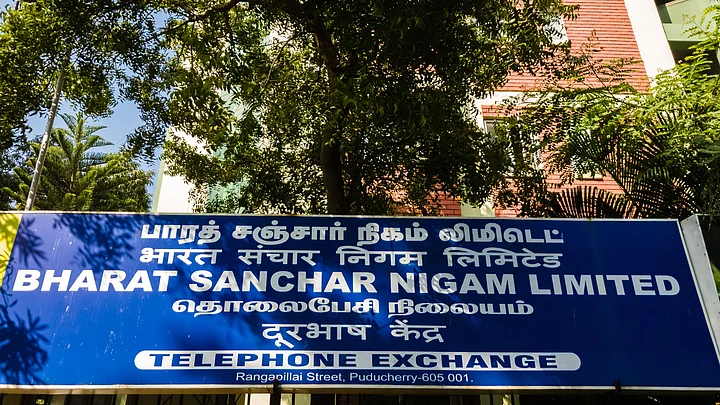 பாரத் சஞ்சார் நிகம் லிமிடெட்
भारत संचार निगम लिमिटेड
BHARAT SANCHAR NIGAM LIMITED
தொலைபேசி நிலையம்
दूरभाष केंद्र
TELEPHONE EXCHANGE
Rangapillai Street, Puducherry-605 001.